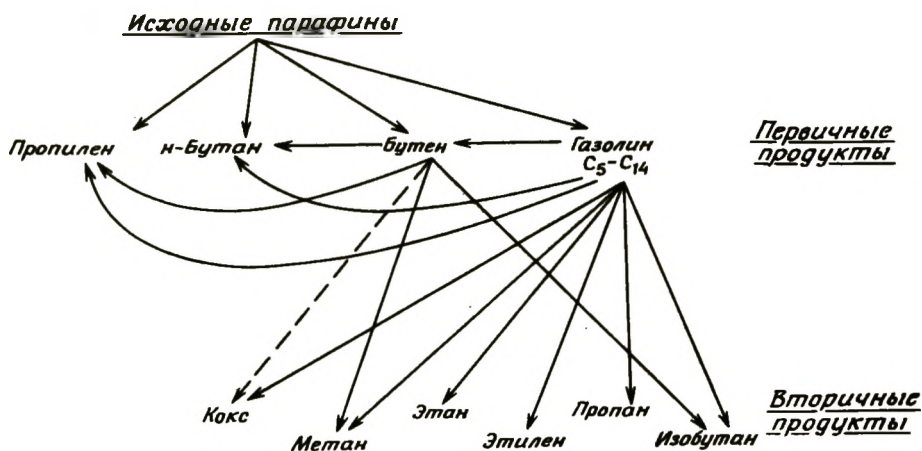 Исходные парафины
Пропилен н-Бутан Бутен Газолин
C₅-C₁₄
Первичные
продукты
Кокс Метан Этан Этилен Пропан Изобутан
Вторичные
продукты